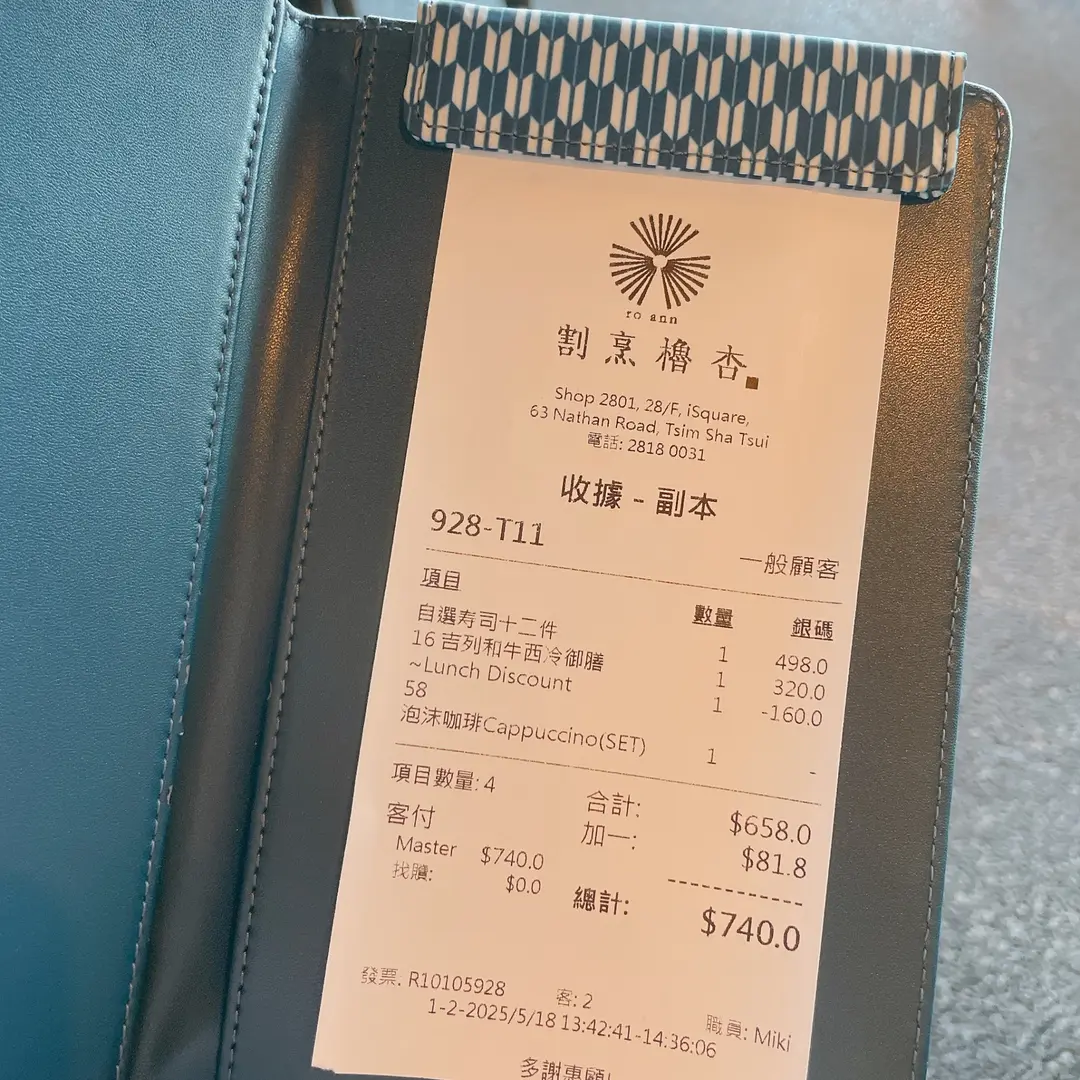 ro ann
割烹櫓杏
Shop 2801, 28/F, iSquare,
63 Nathan Road, Tsim Sha Tsui
電話: 2818 0031
收據 - 副本
928-T11
一般顧客
項目 數量 銀碼
自選寿司十二件 1 498.0
16 吉列和牛西冷御膳 1 320.0
~Lunch Discount 1 -160.0
58
泡沫咖啡Cappuccino(SET) 1 -
項目數量: 4 合計: $658.0
客付 加一: $81.8
Master $740.0
找贖: $0.0
總計: $740.0
發票: R10105928 客: 2 職員: Miki
1-2-2025/5/18 13:42:41-14:36:06
多謝惠顧!